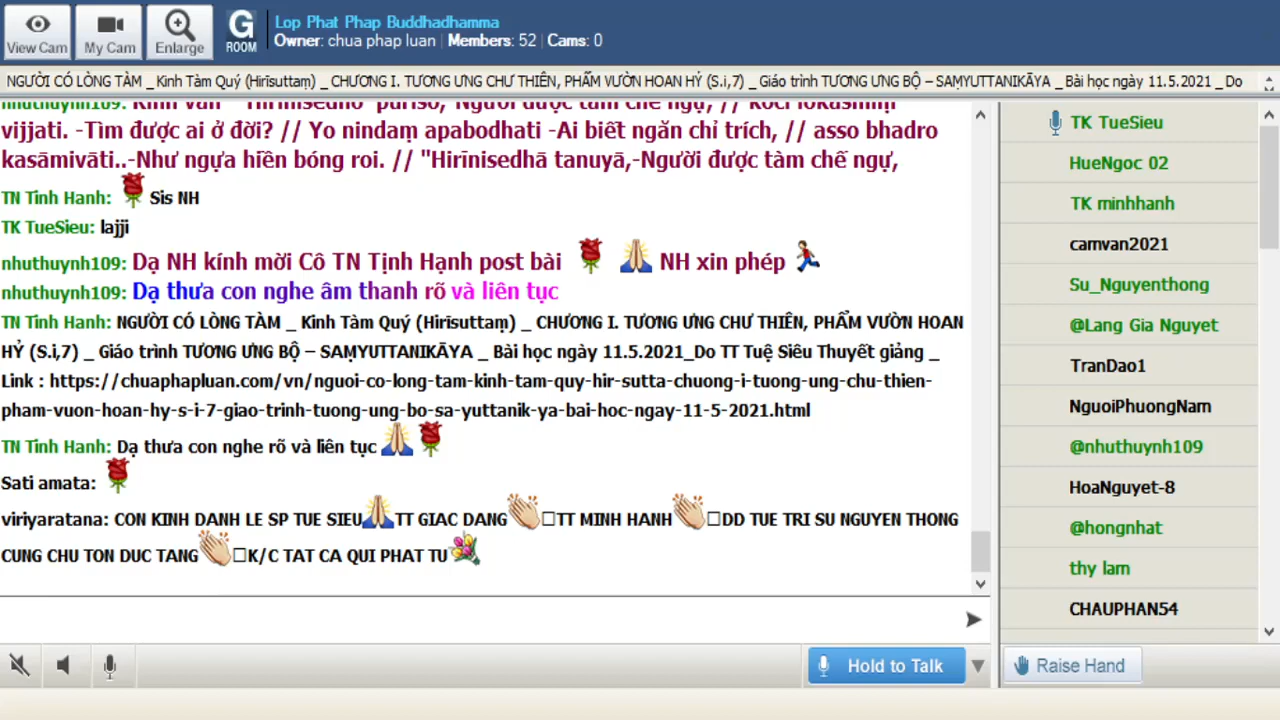 View Cam
My Cam
Enlarge
G
ROOM
Lop Phat Phap Buddhadhamma
Owner: chua phap luan | Members: 52 | Cams: 0
NGƯỜI CÓ LÒNG TÀM _ Kinh Tàm Quý (Hirīsuttaṃ) _ CHƯƠNG I. TƯƠNG ƯNG CHƯ THIÊN, PHẨM VƯỜN HOAN HỶ (S.i,7) _ Giáo trình TƯƠNG ƯNG BỘ – SAṂYUTTANIKĀYA _ Bài học ngày 11.5.2021 _ Do
nhuthuynh109: Kinh văn "Hirīnisedho puriso, Người được tàm chế ngự, // koci lokasmiṃ
vijjati. -Tìm được ai ở đời? // Yo nindaṃ apabodhati -Ai biết ngăn chỉ trích, // asso bhadro
kasāmivāti..-Như ngựa hiền bóng roi. // "Hirīnisedhā tanuyā,-Người được tàm chế ngự,
TN Tinh Hanh: Sis NH
TK TueSieu: lajji
nhuthuynh109: Dạ NH kính mời Cô TN Tịnh Hạnh post bài NH xin phép
nhuthuynh109: Dạ thưa con nghe âm thanh rõ và liên tục
TN Tinh Hanh: NGƯỜI CÓ LÒNG TÀM _ Kinh Tàm Quý (Hirīsuttaṃ) _ CHƯƠNG I. TƯƠNG ƯNG CHƯ THIÊN, PHẨM VƯỜN HOAN
HỶ (S.i,7) _ Giáo trình TƯƠNG ƯNG BỘ – SAṂYUTTANIKĀYA _ Bài học ngày 11.5.2021_Do TT Tuệ Siêu Thuyết giảng _
Link : https://chuaphapluan.com/vn/nguoi-co-long-tam-kinh-tam-quy-hir-sutta-chuong-i-tuong-ung-chu-thien-
pham-vuon-hoan-hy-s-i-7-giao-trinh-tuong-ung-bo-sa-yuttanik-ya-bai-hoc-ngay-11-5-2021.html
TN Tinh Hanh: Dạ thưa con nghe rõ và liên tục
Sati amata:
viriyaratana: CON KINH DANH LE SP TUE SIEU TT GIAC DANG TT MINH HANH DD TUE TRI SU NGUYEN THONG
CUNG CHU TON DUC TANG K/C TAT CA QUI PHAT TU
Hold to Talk
TK TueSieu
HueNgoc 02
TK minhhanh
camvan2021
Su_Nguyenthong
@Lang Gia Nguyet
TranDao1
NguoiPhuongNam
@nhuthuynh109
HoaNguyet-8
@hongnhat
thy lam
CHAUPHAN54
Raise Hand